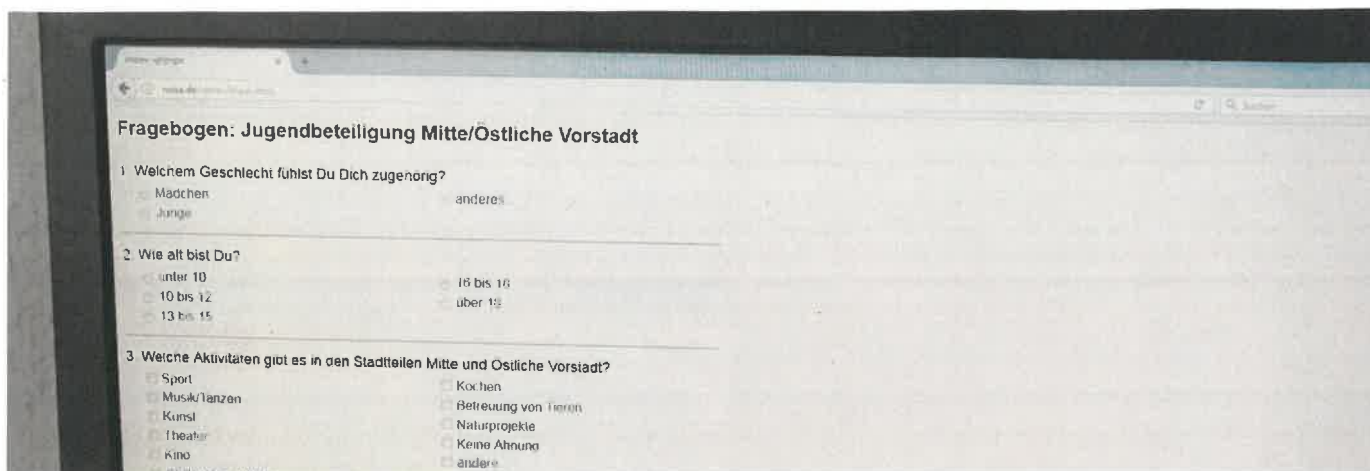 Fragebogen: Jugendbeteiligung Mitte/Östliche Vorstadt
1 Welchem Geschlecht fühlst Du Dich zugehörig?
Mädchen
Junge
anderes
2. Wie alt bist Du?
unter 10
10 bis 12
13 bis 15
16 bis 18
über 18
3. Welche Aktivitäten gibt es in den Stadtteilen Mitte und Östliche Vorstadt?
Sport
Musik/Tanzen
Kunst
Theater
Kino
Kochen
Betreuung von Tieren
Naturprojekte
Keine Ahnung
andere